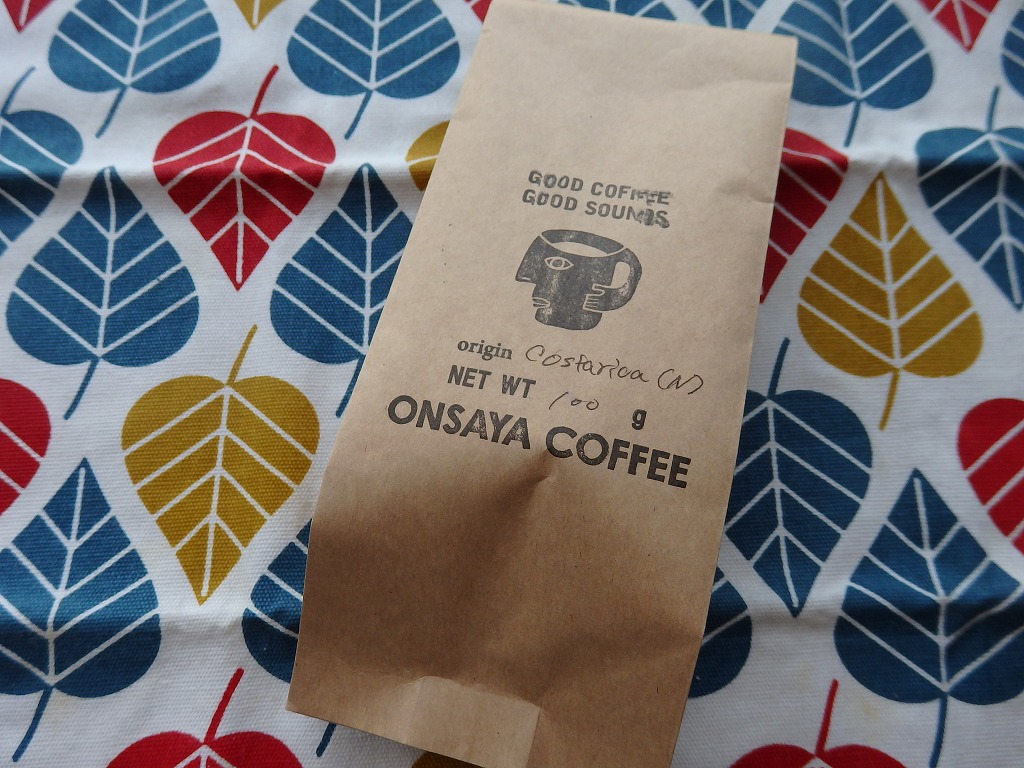 GOOD COFFEE
GOOD SOUNDS
origin Costarica (N)
NET WT 100 g
ONSAYA COFFEE